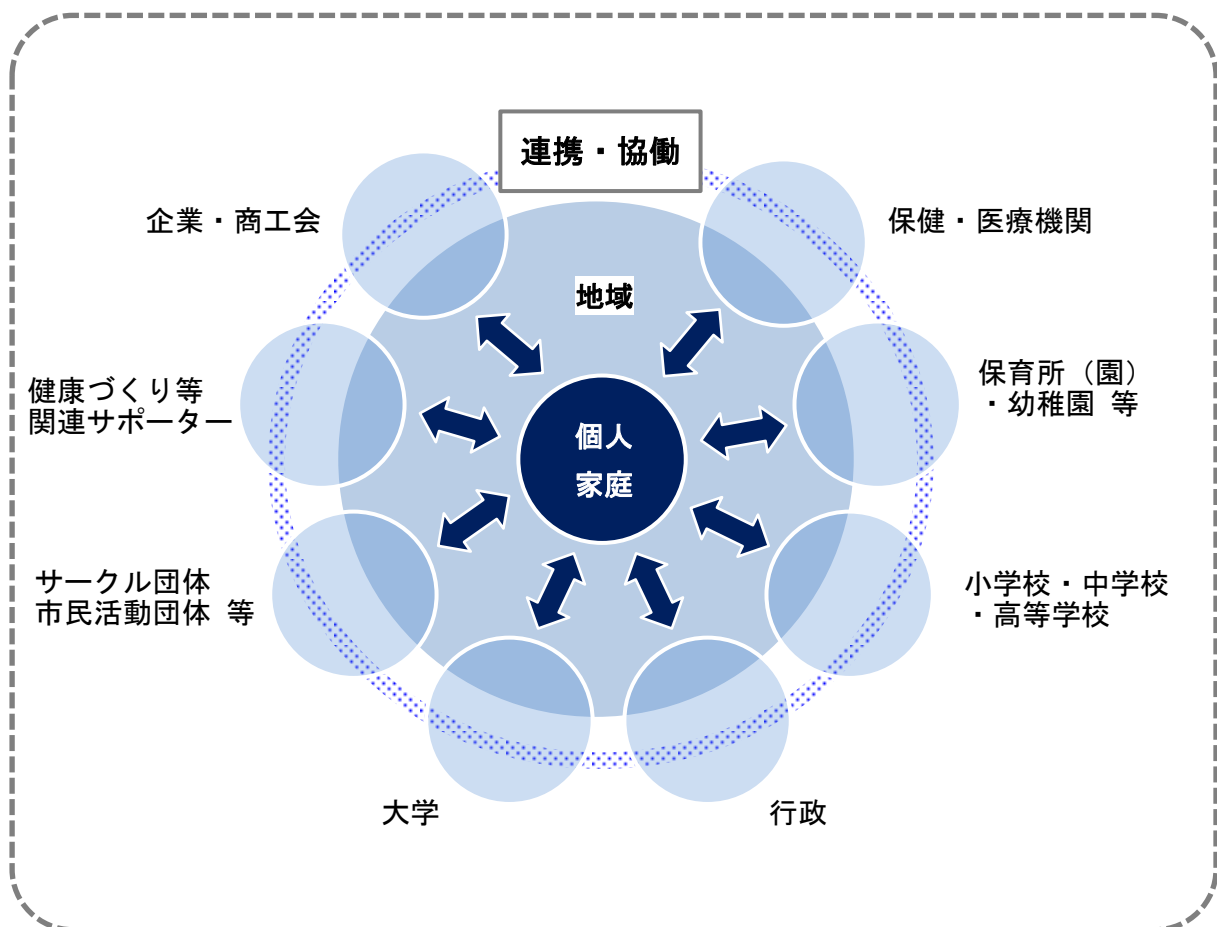 連携・協働
企業・商工会
保健・医療機関
地域
健康づくり等
関連サポーター
保育所（園）
・幼稚園 等
個人
家庭
サークル団体
市民活動団体 等
小学校・中学校
・高等学校
大学
行政